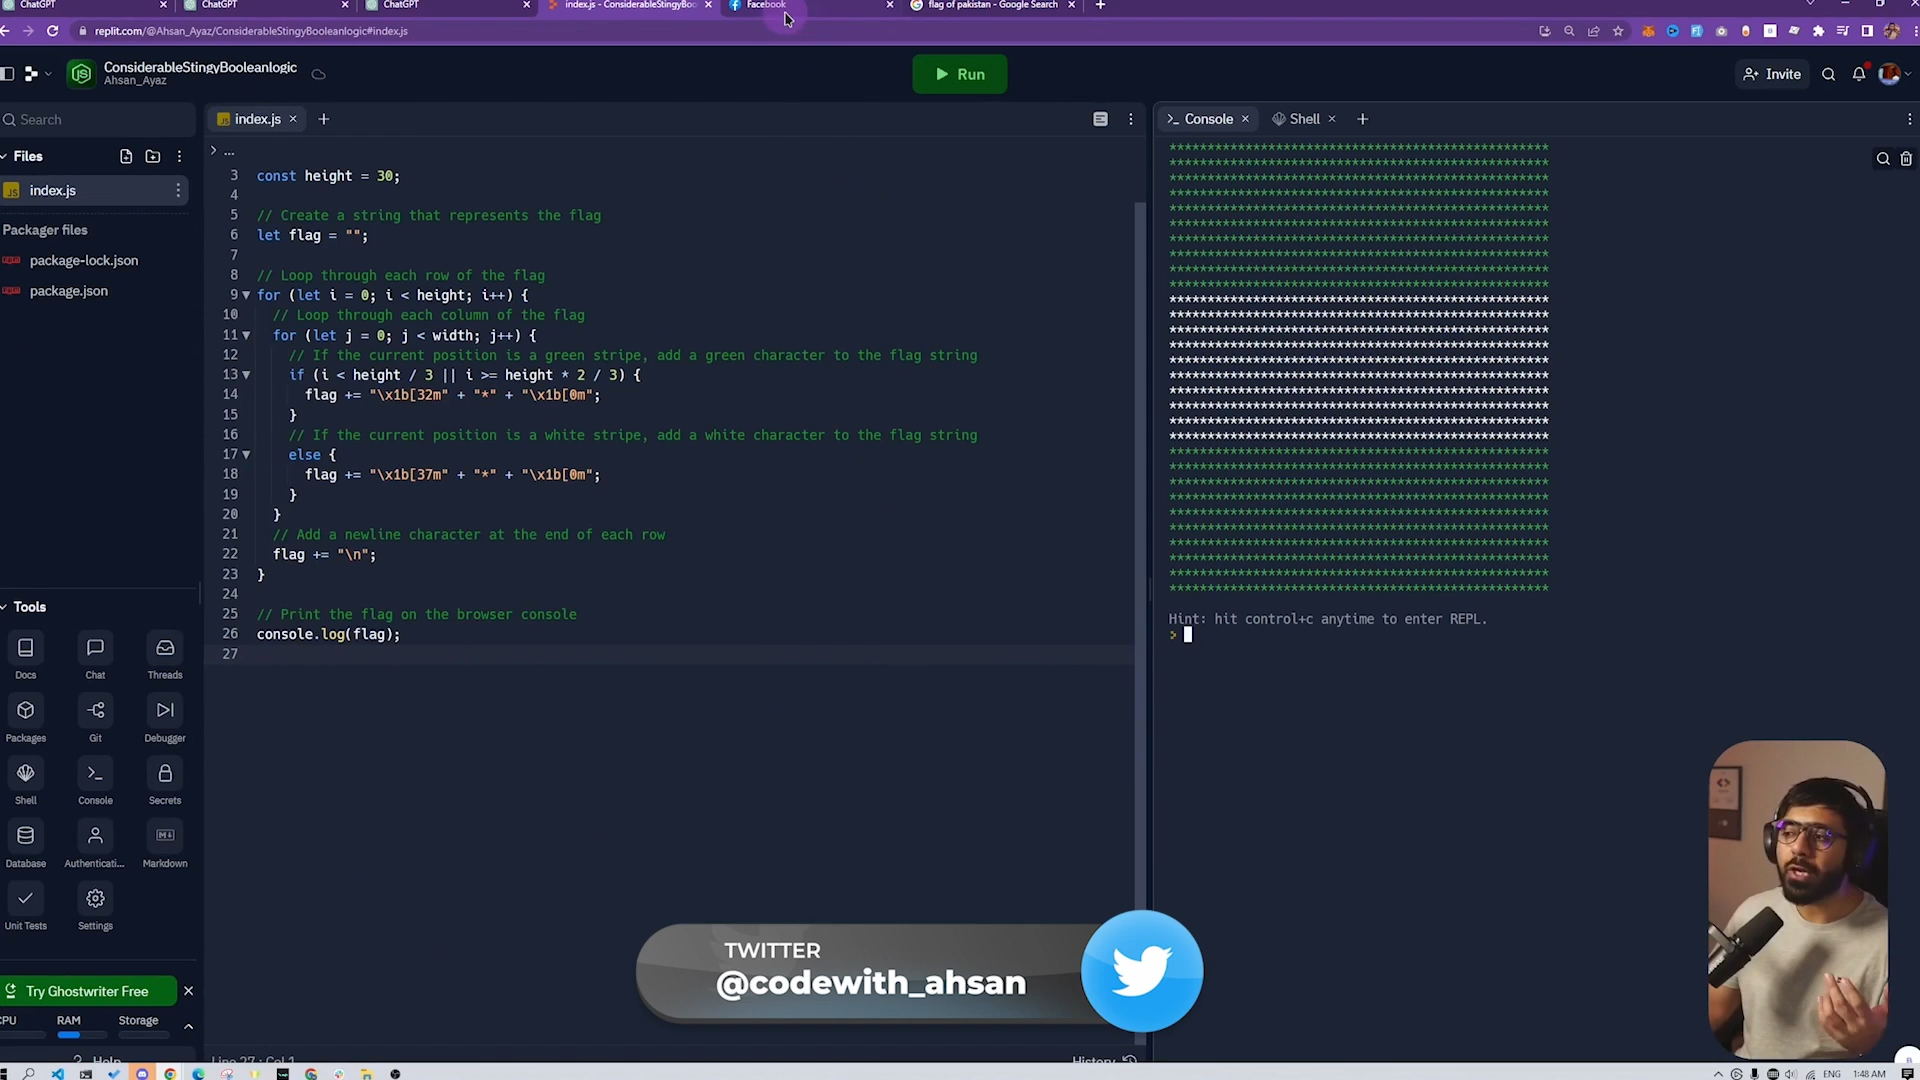 ChatGPT
ChatGPT
ChatGPT
index.js - ConsiderableStingyBoo
Facebook
flag of pakistan - Google Search
replit.com/@Ahsan_Ayaz/ConsiderableStingyBooleanlogic#index.js
ConsiderableStingyBooleanlogic
Ahsan_Ayaz
Run
Invite
Search
Files
index.js
Packager files
package-lock.json
package.json
Tools
Docs
Chat
Threads
Packages
Git
Debugger
Shell
Console
Secrets
Database
Authenticati...
Markdown
Unit Tests
Settings
Try Ghostwriter Free
CPU
RAM
Storage
Help
index.js
...
3 const height = 30;
4
5 // Create a string that represents the flag
6 let flag = "";
7
8 // Loop through each row of the flag
9 for (let i = 0; i < height; i++) {
10 // Loop through each column of the flag
11 for (let j = 0; j < width; j++) {
12 // If the current position is a green stripe, add a green character to the flag string
13 if (i < height / 3 || i >= height * 2 / 3) {
14 flag += "\x1b[32m" + "*" + "\x1b[0m";
15 }
16 // If the current position is a white stripe, add a white character to the flag string
17 else {
18 flag += "\x1b[37m" + "*" + "\x1b[0m";
19 }
20 }
21 // Add a newline character at the end of each row
22 flag += "\n";
23 }
24
25 // Print the flag on the browser console
26 console.log(flag);
27
Line 27 : Col 1
History
Console
Shell
Hint: hit control+c anytime to enter REPL.
>
TWITTER
@codewith_ahsan
ENG
1:48 AM